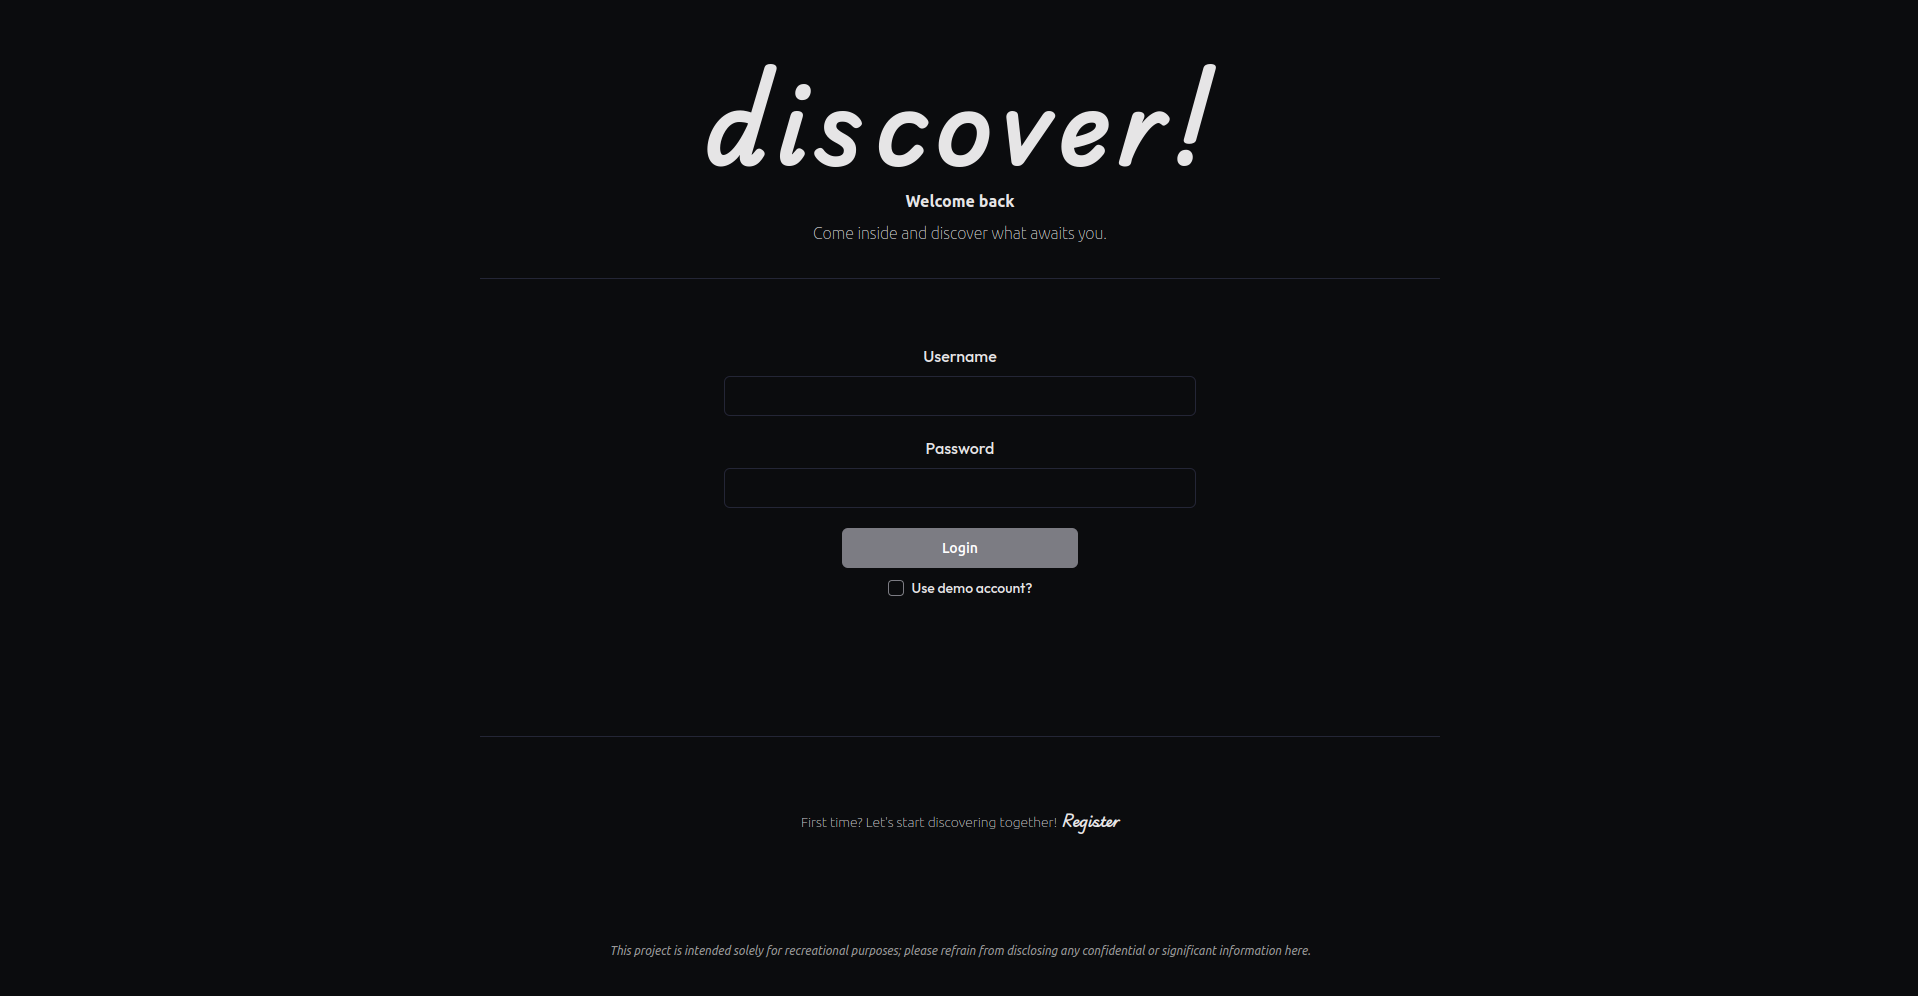 discover!
Welcome back
Come inside and discover what awaits you.
Username
Password
Login
Use demo account?
First time? Let's start discovering together! Register
This project is intended solely for recreational purposes; please refrain from disclosing any confidential or significant information here.